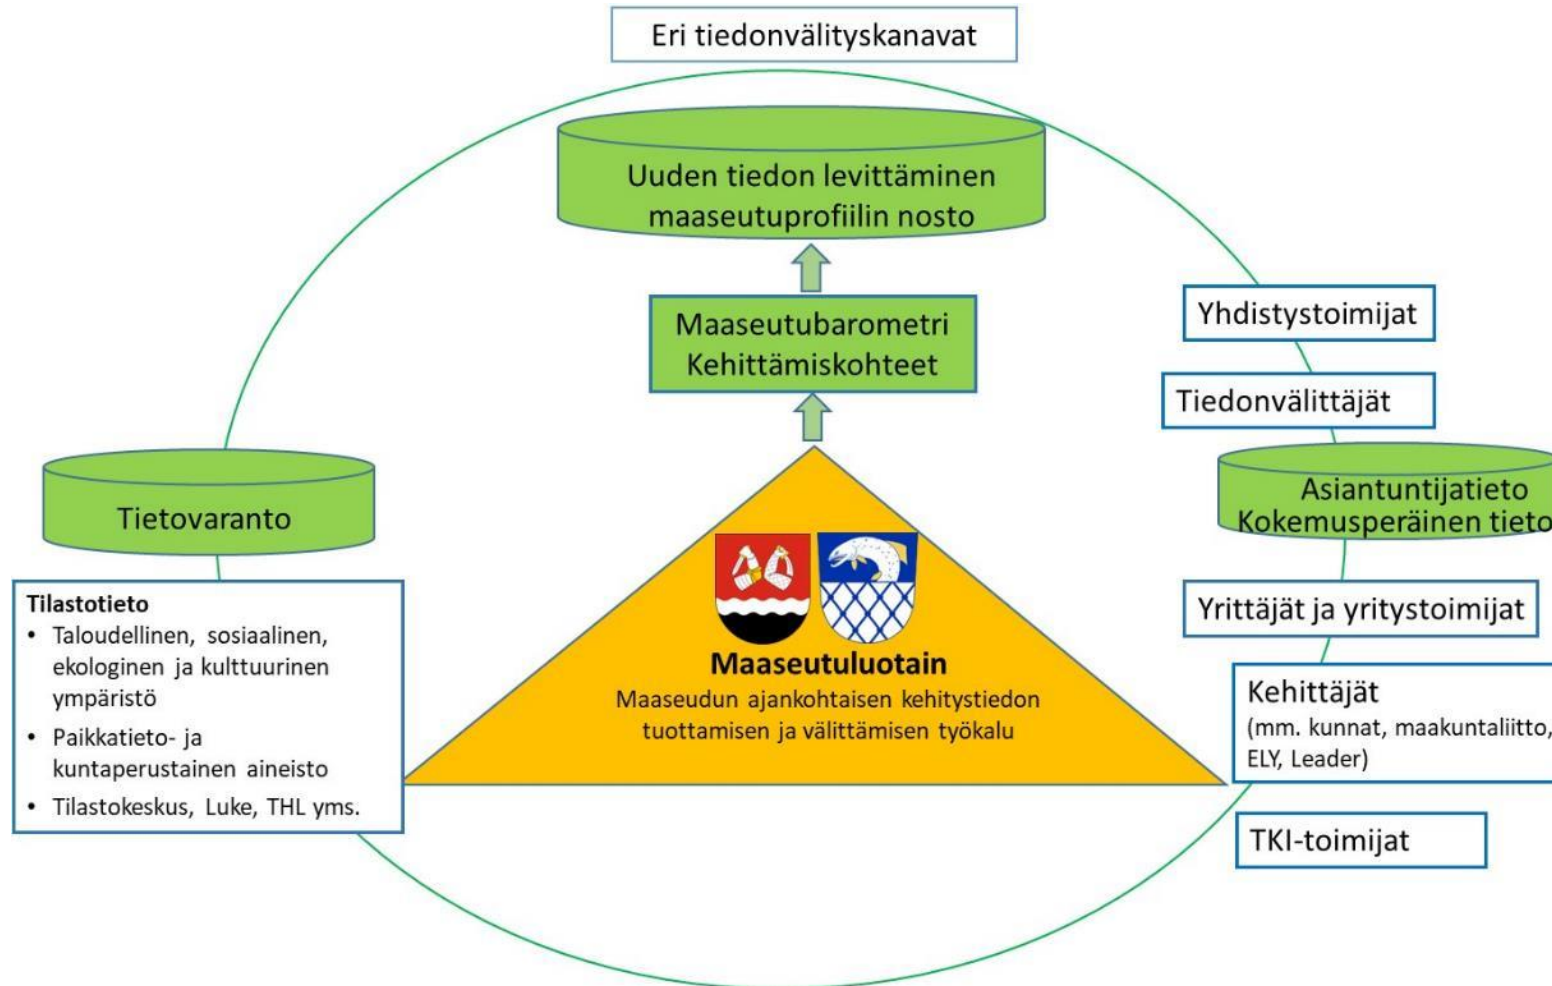 Eri tiedonvälityskanavat
Uuden tiedon levittäminen
maaseutuprofiilin nosto
Maaseutubarometri
Kehittämiskohteet
Yhdistystoimijat
Tiedonvälittäjät
Tietovaranto
Asiantuntijatieto
Kokemusperäinen tieto
Tilastotieto
• Taloudellinen, sosiaalinen,
ekologinen ja kulttuurinen
ympäristö
• Paikkatieto- ja
kuntaperustainen aineisto
• Tilastokeskus, Luke, THL yms.
Maaseutuluotain
Maaseudun ajankohtaisen kehitystiedon
tuottamisen ja välittämisen työkalu
Yrittäjät ja yritystoimijat
Kehittäjät
(mm. kunnat, maakuntaliitto,
ELY, Leader)
TKI-toimijat